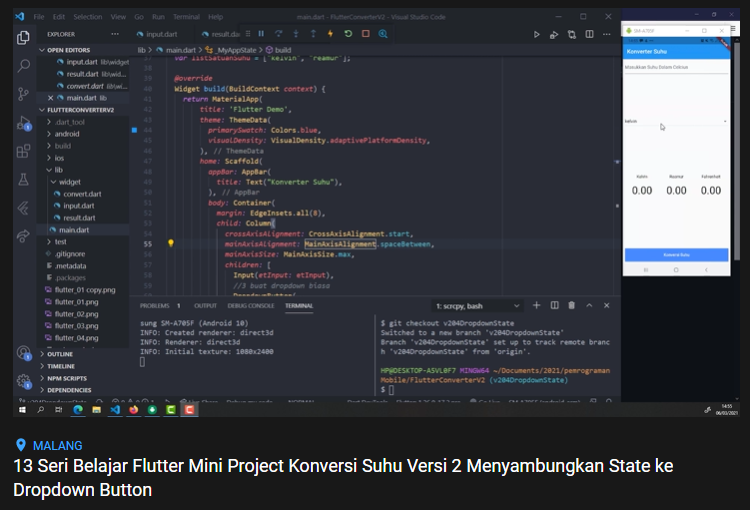 File Edit Selection View Go Run Terminal Help
main.dart - FlutterConverterV2 - Visual Studio Code
SM-A705F
EXPLORER
OPEN EDITORS
input.dart lib\wid...
result.dart lib\wid...
convert.dart lib\...
main.dart lib
FLUTTERCONVERTERV2
.dart_tool
android
build
ios
lib
widget
convert.dart
input.dart
result.dart
main.dart
test
.gitignore
.metadata
.packages
flutter_01 copy.png
flutter_01.png
flutter_02.png
flutter_03.png
flutter_04.png
OUTLINE
TIMELINE
NPM SCRIPTS
DEPENDENCIES
input.dart
lib > main.dart > _MyAppState > build
var listSatuanSuhu = ["kelvin", "reamur"];
@override
Widget build(BuildContext context) {
return MaterialApp(
title: 'Flutter Demo',
theme: ThemeData(
primarySwatch: Colors.blue,
visualDensity: VisualDensity.adaptivePlatformDensity,
), // ThemeData
home: Scaffold(
appBar: AppBar(
title: Text("Konverter Suhu"),
), // AppBar
body: Container(
margin: EdgeInsets.all(8),
child: Column(
crossAxisAlignment: CrossAxisAlignment.start,
55 mainAxisAlignment: MainAxisAlignment.spaceBetween,
mainAxisSize: MainAxisSize.max,
children: [
Input(etInput: etInput),
//3 buat dropdown biasa
PROBLEMS 1 OUTPUT DEBUG CONSOLE TERMINAL
1: scrcpy, bash
sung SM-A705F (Android 10)
INFO: Created renderer: direct3d
INFO: Renderer: direct3d
INFO: Initial texture: 1080x2400
$ git checkout v204DropdownState
Switched to a new branch 'v204DropdownState'
Branch 'v204DropdownState' set up to track remote branc
h 'v204DropdownState' from 'origin'.
HP@DESKTOP-A5VL0F7 MINGW64 ~/Documents/2021/pemrograman
Mobile/FlutterConverterV2 (v204DropdownState)
$
Konverter Suhu
Masukkan Suhu Dalam Celcius
kelvin
Kelvin Reamur Fahrenheit
0.00 0.00 0.00
Konversi Suhu
14:55
06/03/2021
MALANG
13 Seri Belajar Flutter Mini Project Konversi Suhu Versi 2 Menyambungkan State ke
Dropdown Button